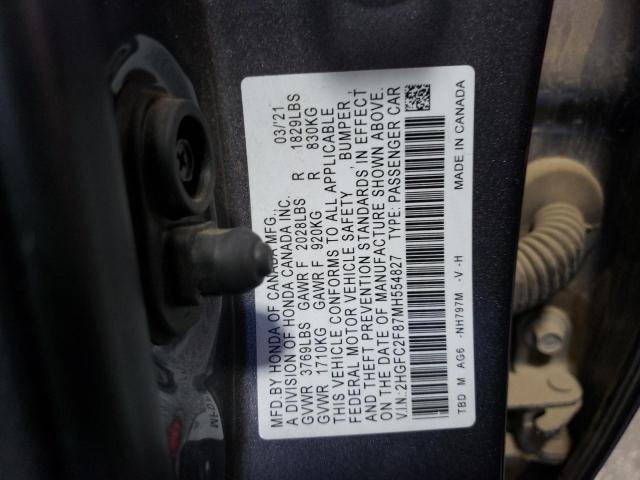 MFD.BY HONDA OF CANADA MFG., 03/'21
A DIVISION OF HONDA CANADA INC.
GVWR 3769LBS GAWR F 2028LBS R 1829LBS
GVWR 1710KG GAWR F 920KG R 830KG
THIS VEHICLE CONFORMS TO ALL APPLICABLE
FEDERAL MOTOR VEHICLE SAFETY , BUMPER ,
AND THEFT PREVENTION STANDARDS IN EFFECT
ON THE DATE OF MANUFACTURE SHOWN ABOVE.
V.I.N.: 2HGFC2F87MH554827 TYPE: PASSENGER CAR
TBD M AG6 -NH797M -V -H MADE IN CANADA